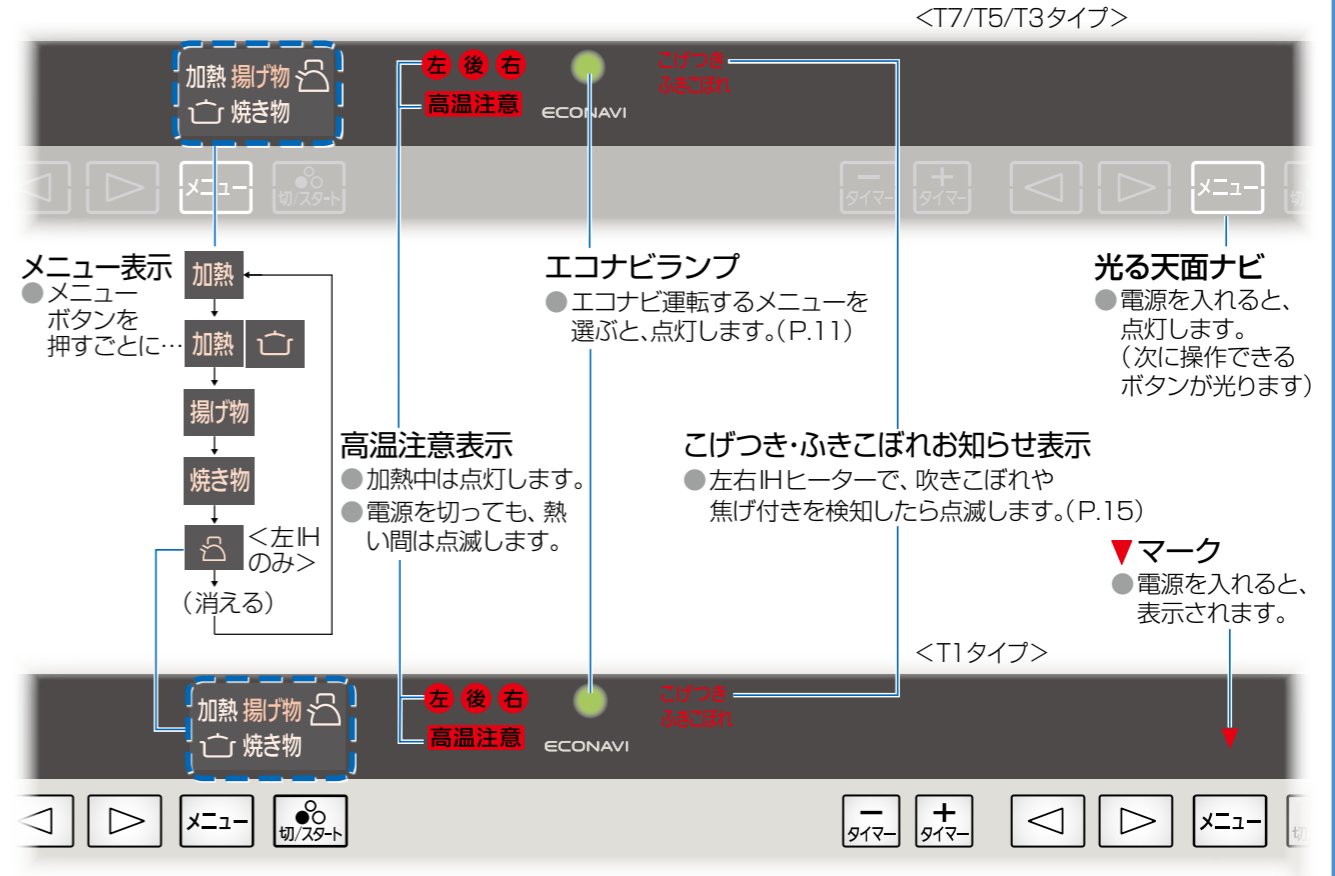 <T7/T5/T3タイプ>
加熱 揚げ物
焼き物
左 後 右
高温注意
ECONAVI
こげつき
ふきこぼれ
メニュー
切/スタート
− タイマー
+ タイマー
メニュー
メニュー表示
●メニュー
ボタンを
押すごとに…
加熱
加熱
揚げ物
焼き物
<左IH
のみ>
(消える)
高温注意表示
●加熱中は点灯します。
●電源を切っても、熱
い間は点滅します。
エコナビランプ
●エコナビ運転するメニューを
選ぶと、点灯します。(P.11)
こげつき・ふきこぼれお知らせ表示
●左右IHヒーターで、吹きこぼれや
焦げ付きを検知したら点滅します。(P.15)
光る天面ナビ
●電源を入れると、
点灯します。
(次に操作できる
ボタンが光ります)
▼マーク
●電源を入れると、
表示されます。
<T1タイプ>
加熱 揚げ物
焼き物
左 後 右
高温注意
ECONAVI
こげつき
ふきこぼれ
メニュー
切/スタート
− タイマー
+ タイマー
メニュー